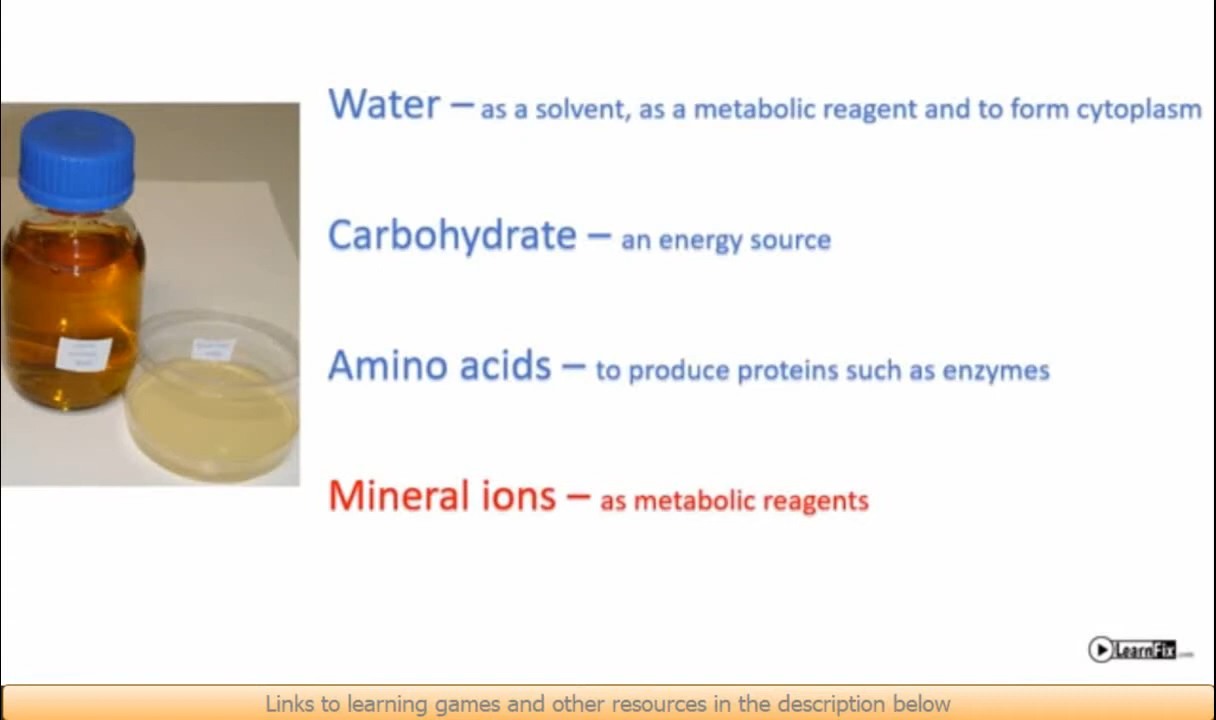 Water – as a solvent, as a metabolic reagent and to form cytoplasm
Carbohydrate – an energy source
Amino acids – to produce proteins such as enzymes
Mineral ions – as metabolic reagents
LearnFix
Links to learning games and other resources in the description below